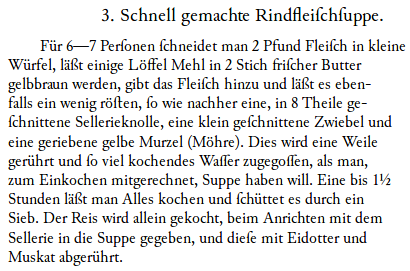 3. Schnell gemachte Rindfleiſchſuppe.
Für 6—7 Perſonen ſchneidet man 2 Pfund Fleiſch in kleine
Würfel, läßt einige Löffel Mehl in 2 Stich friſcher Butter
gelbbraun werden, gibt das Fleiſch hinzu und läßt es eben-
falls ein wenig röſten, ſo wie nachher eine, in 8 Theile ge-
ſchnittene Sellerieknolle, eine klein geſchnittene Zwiebel und
eine geriebene gelbe Murzel (Möhre). Dies wird eine Weile
gerührt und ſo viel kochendes Waſſer zugegoſſen, als man,
zum Einkochen mitgerechnet, Suppe haben will. Eine bis 1½
Stunden läßt man Alles kochen und ſchüttet es durch ein
Sieb. Der Reis wird allein gekocht, beim Anrichten mit dem
Sellerie in die Suppe gegeben, und dieſe mit Eidotter und
Muskat abgerührt.